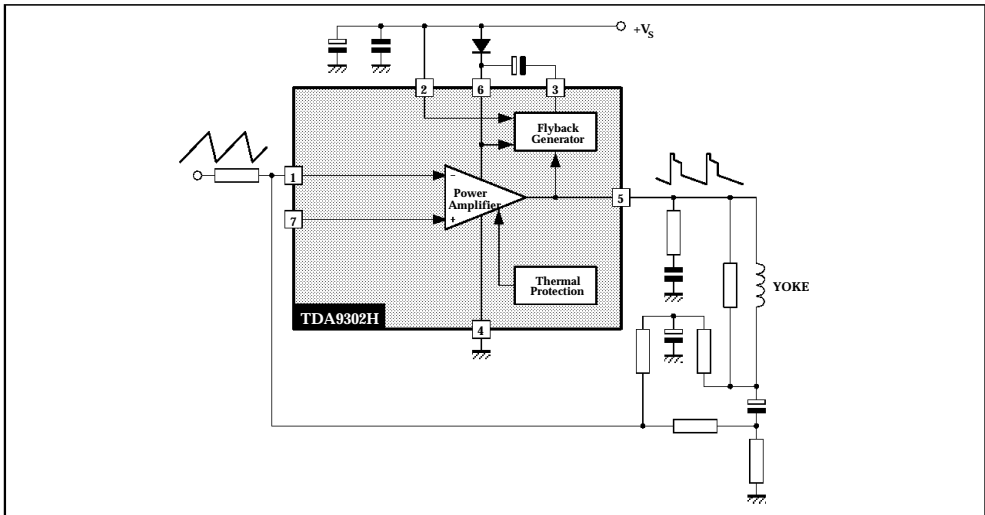 +VS
2
6
3
Flyback
Generator
1
−
Power
Amplifier
5
7
+
YOKE
Thermal
Protection
TDA9302H
4